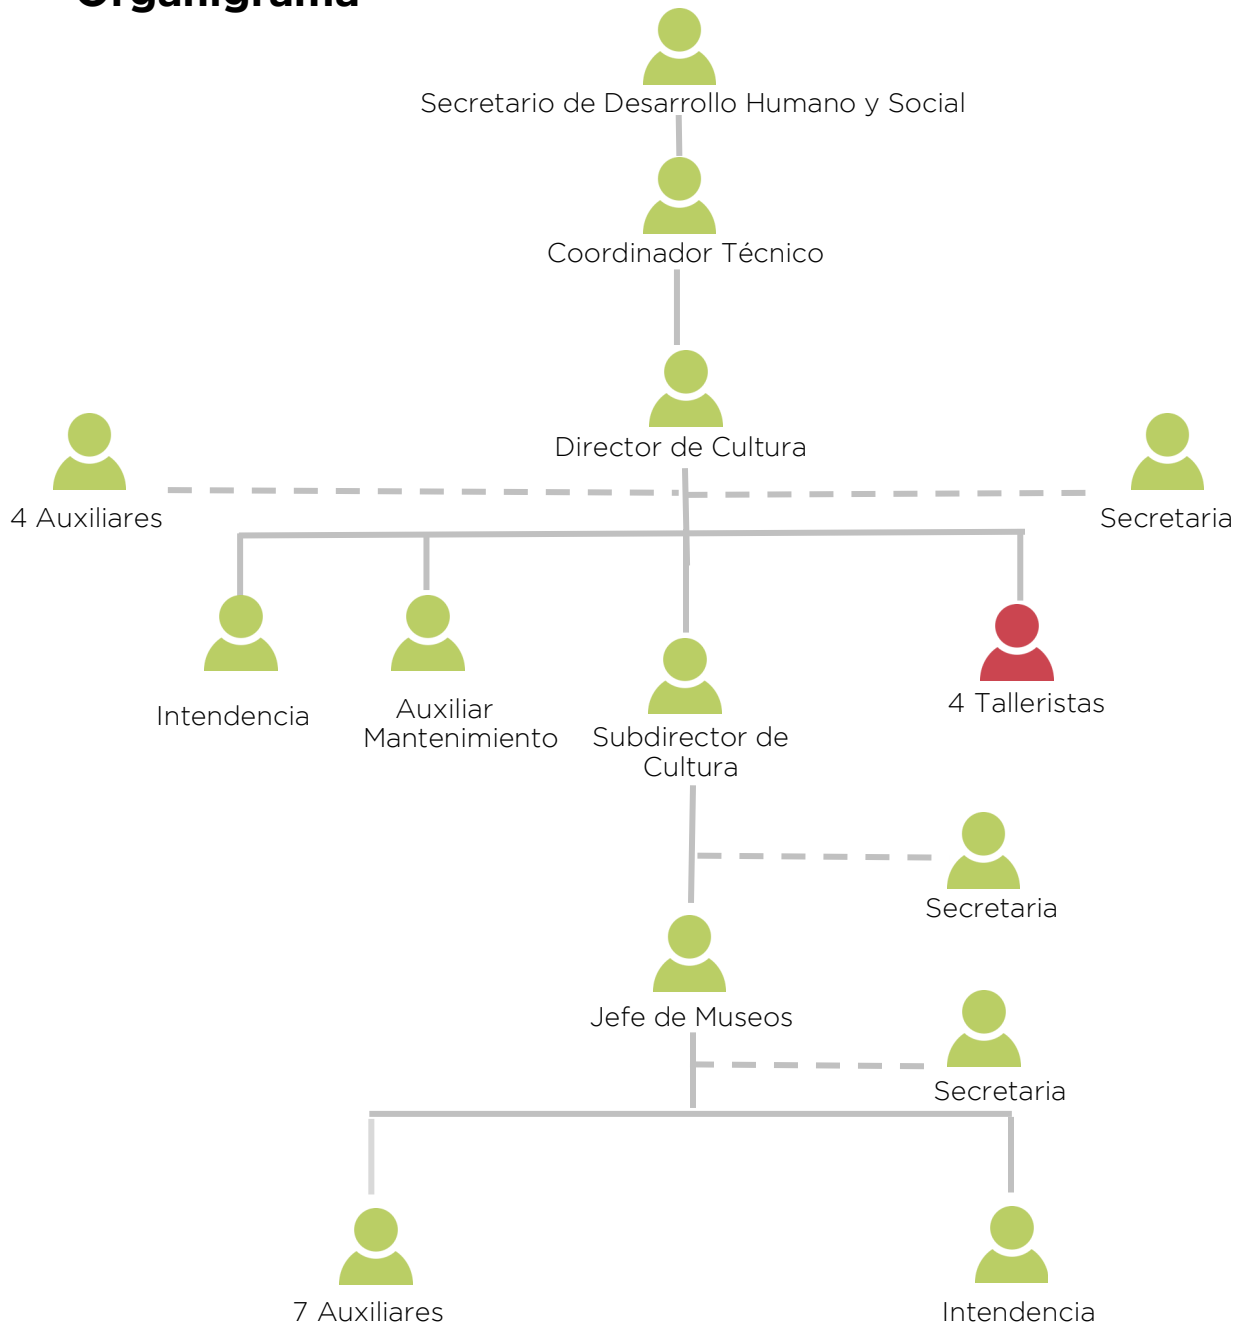 Organigrama
Secretario de Desarrollo Humano y Social
Coordinador Técnico
Director de Cultura
4 Auxiliares
Secretaria
Intendencia
Auxiliar
Mantenimiento
Subdirector de
Cultura
4 Talleristas
Secretaria
Jefe de Museos
Secretaria
7 Auxiliares
Intendencia